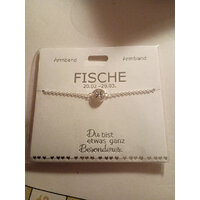 Armband Armband
FISCHE
20.02.-20.03.
Du bist
etwas ganz
Besonderes.